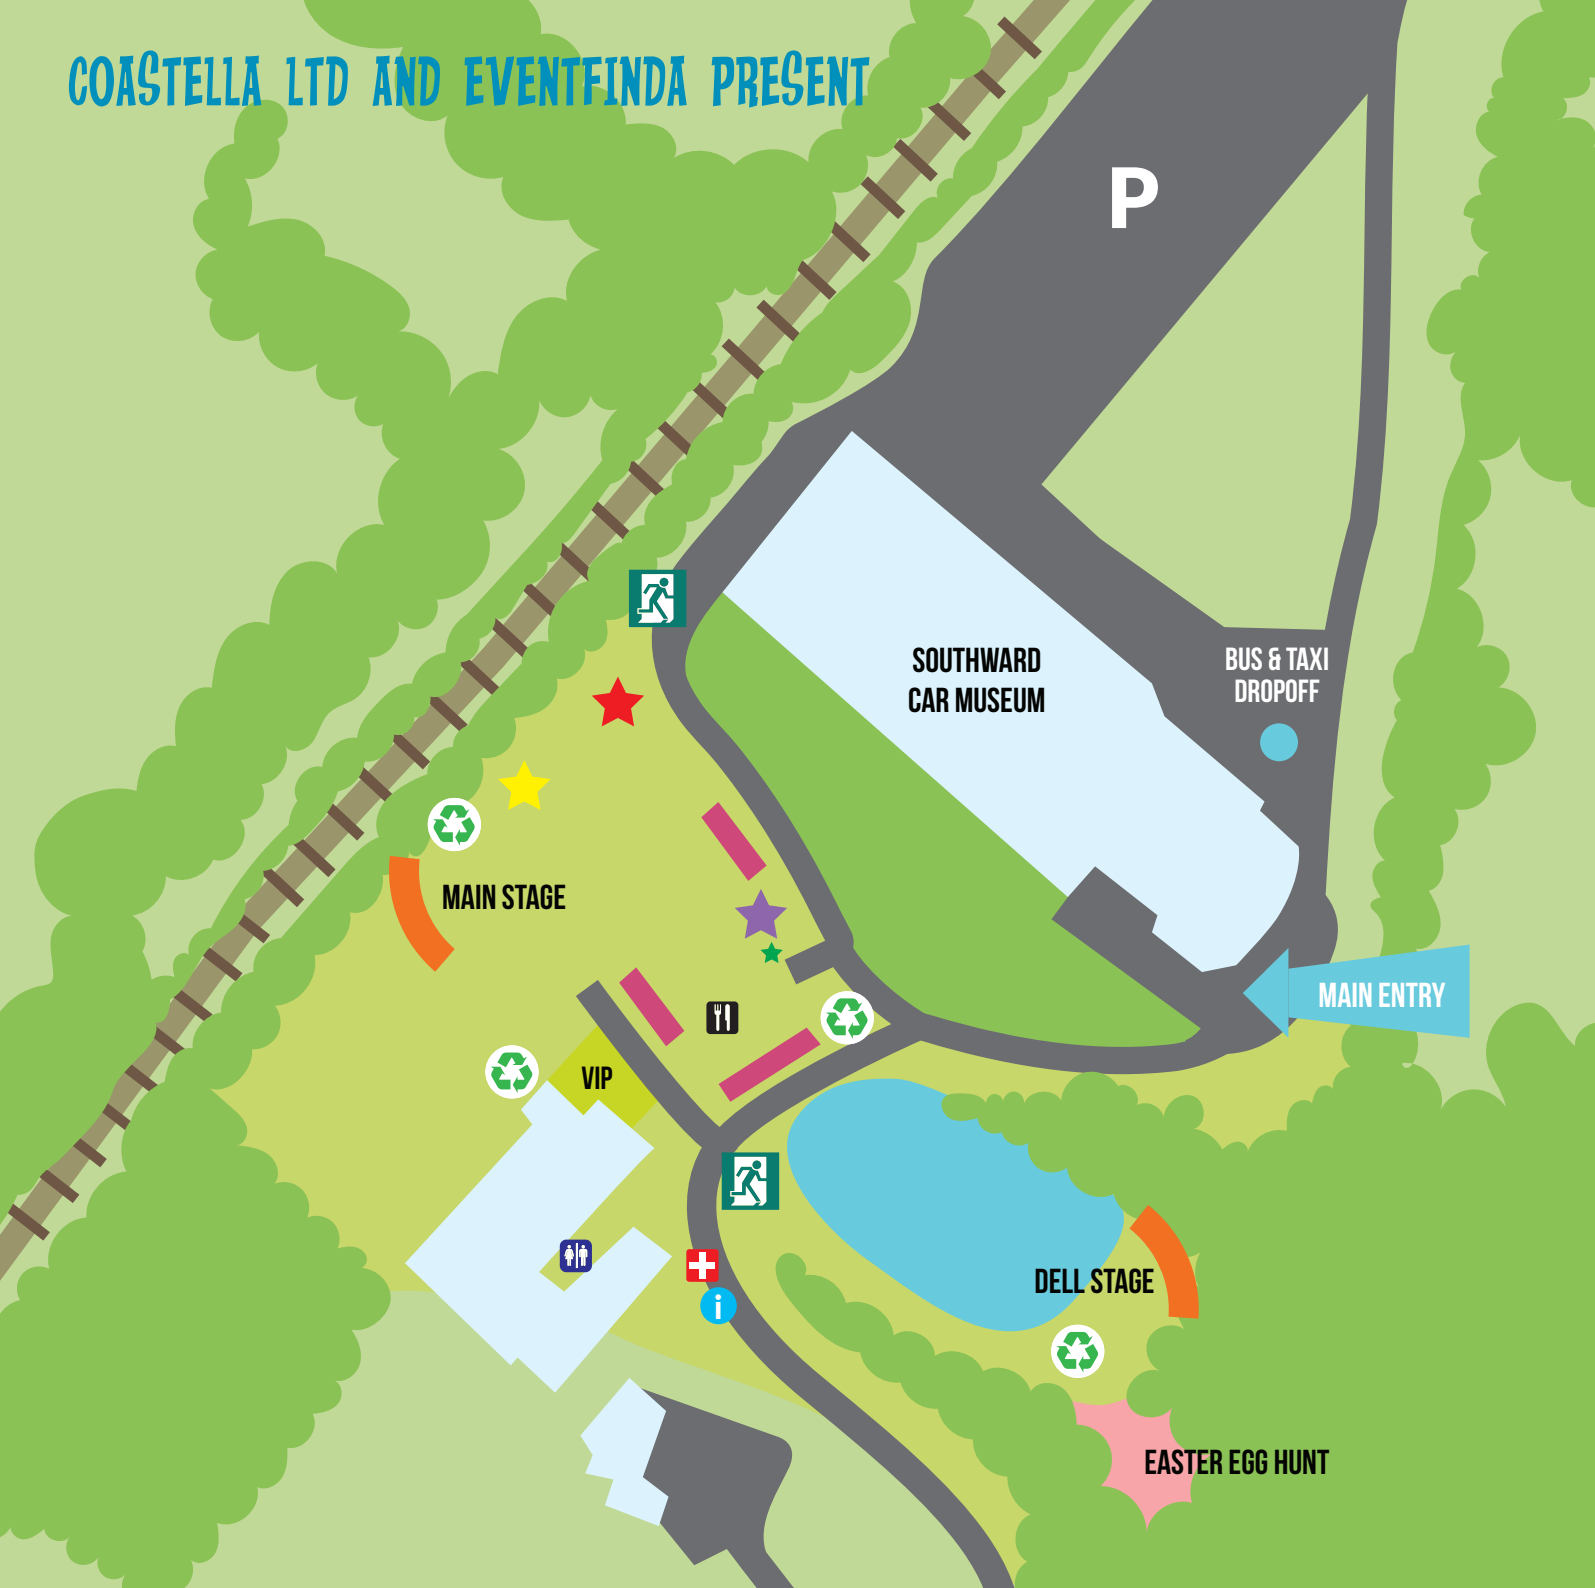 COASTELLA LTD AND EVENTFINDA PRESENT
P
SOUTHWARD
CAR MUSEUM
BUS & TAXI
DROPOFF
MAIN STAGE
MAIN ENTRY
VIP
DELL STAGE
i
EASTER EGG HUNT